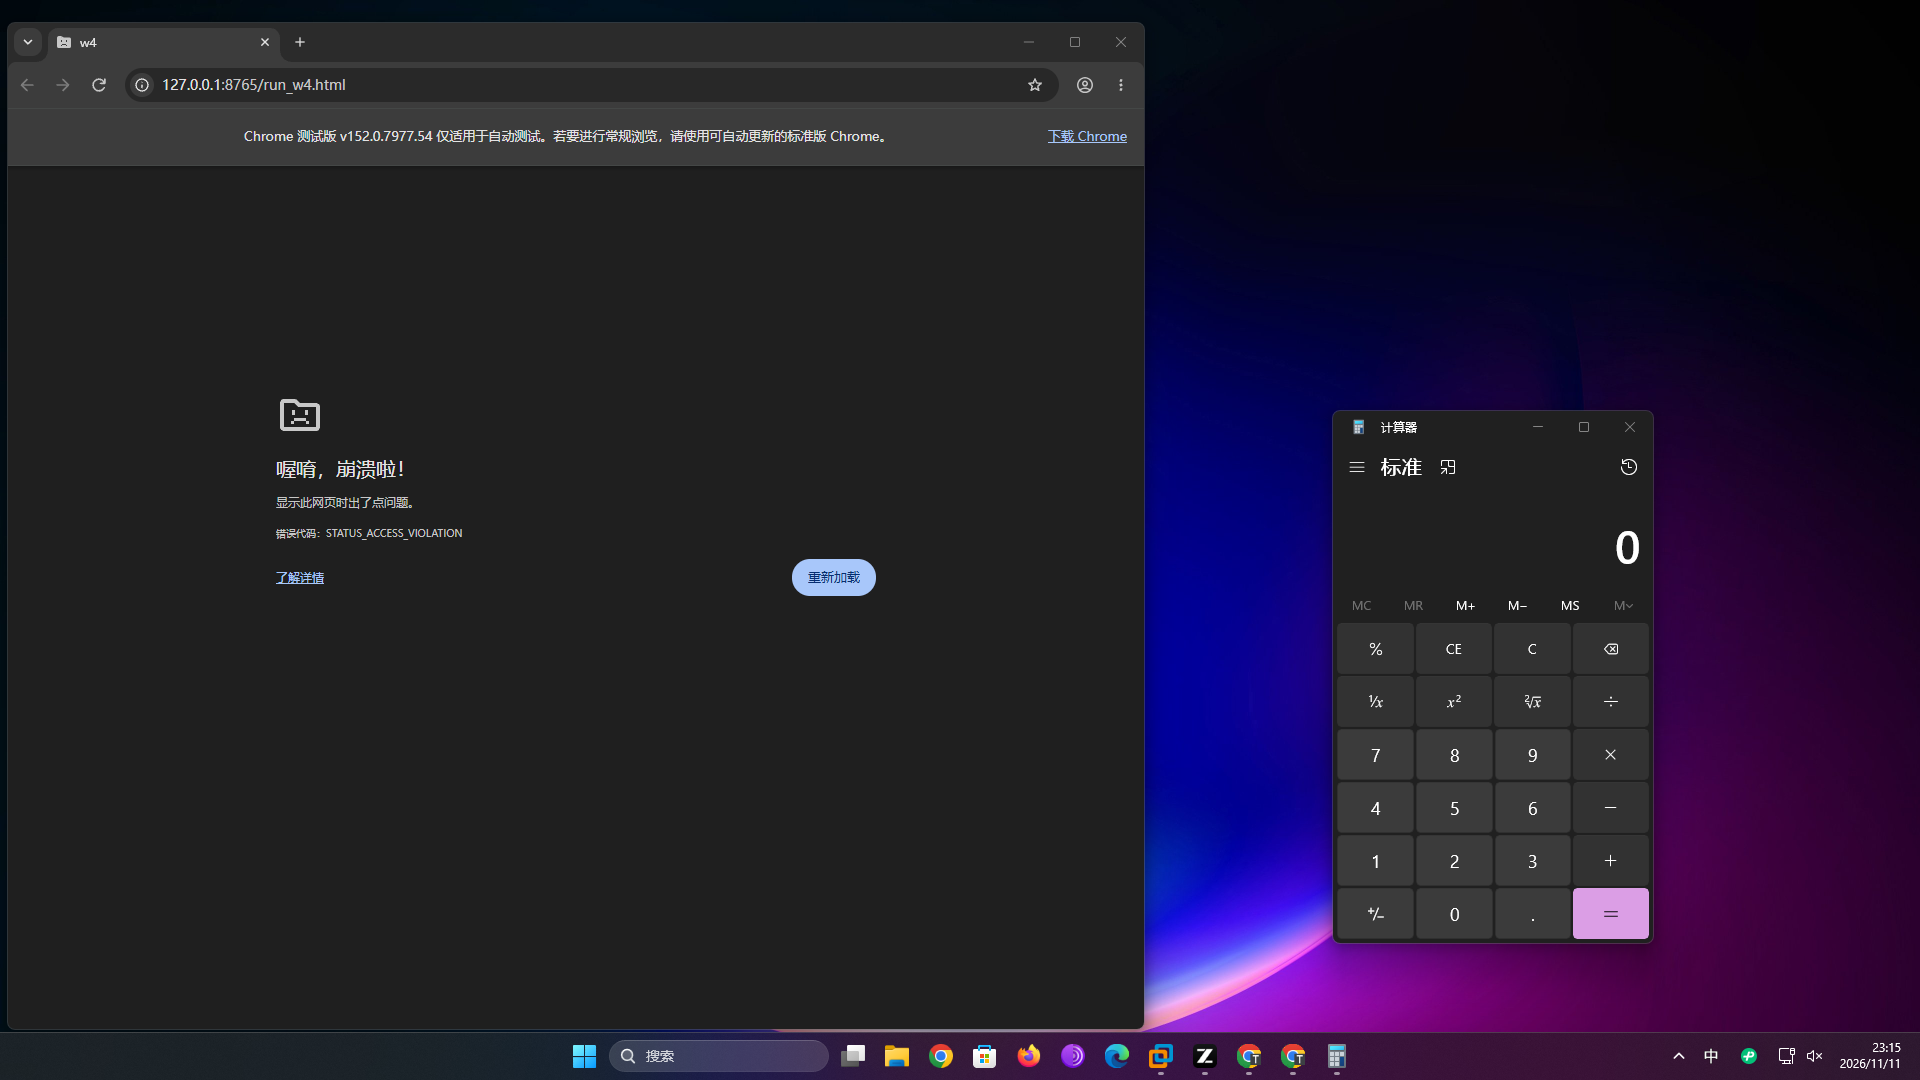 w4
127.0.0.1:8765/run_w4.html
Chrome 测试版 v152.0.7977.54 仅适用于自动测试。若要进行常规浏览，请使用可自动更新的标准版 Chrome。
下载 Chrome
喔唷，崩溃啦！
显示此网页时出了点问题。
错误代码：STATUS_ACCESS_VIOLATION
了解详情
重新加载
计算器
标准
0
MC MR M+ M− MS M
% CE C
¹/x x² ²√x ÷
7 8 9 ×
4 5 6 −
1 2 3 +
+/− 0 . =
搜索
中
23:15
2026/11/11